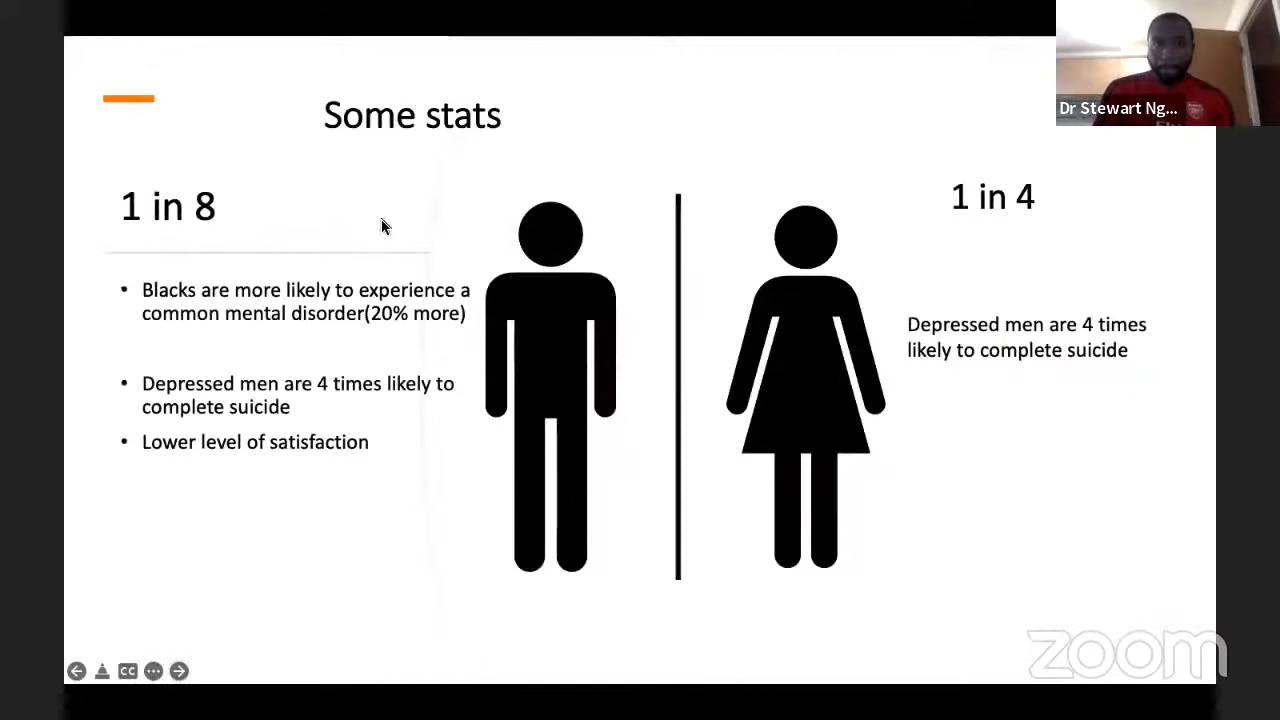 Some stats
1 in 8
• Blacks are more likely to experience a
common mental disorder(20% more)
• Depressed men are 4 times likely to
complete suicide
• Lower level of satisfaction
1 in 4
Depressed men are 4 times
likely to complete suicide
Dr Stewart Ng...
CC
zoom